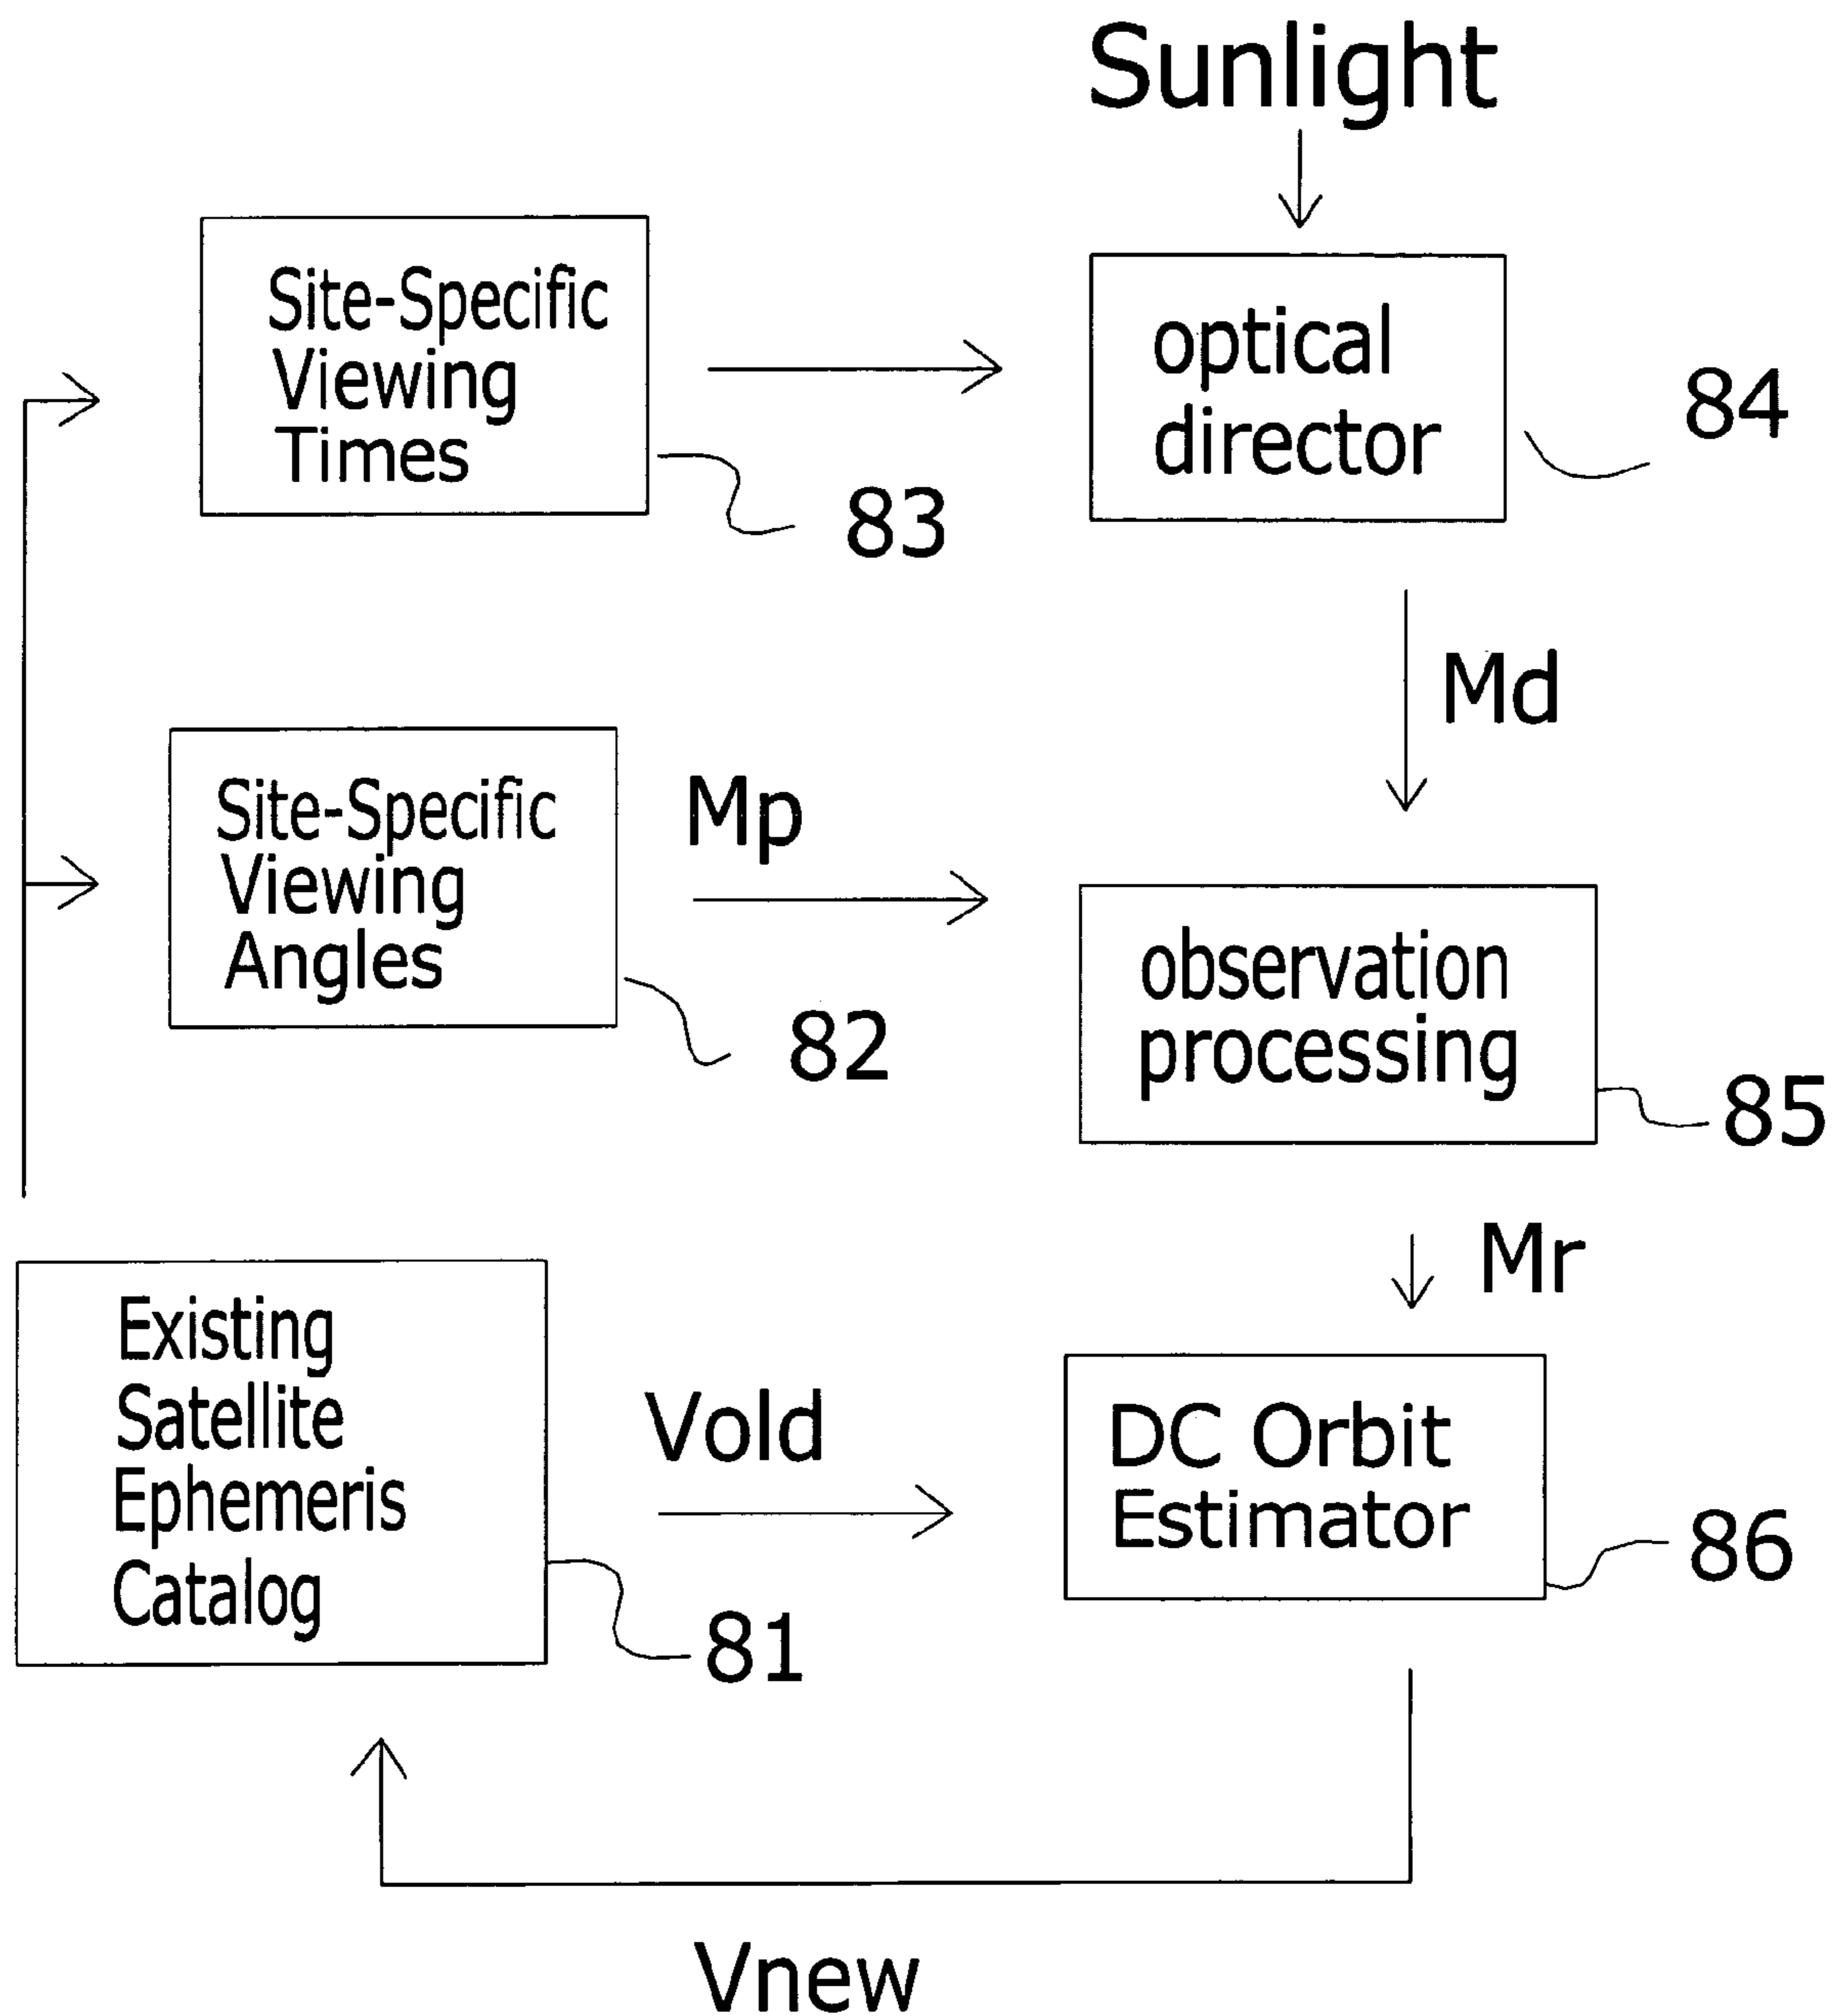 Sunlight
Site-Specific
Viewing
Times
83
optical
director
84
Md
Site-Specific
Viewing
Angles
82
Mp
observation
processing
85
Mr
Existing
Satellite
Ephemeris
Catalog
81
Vold
DC Orbit
Estimator
86
Vnew